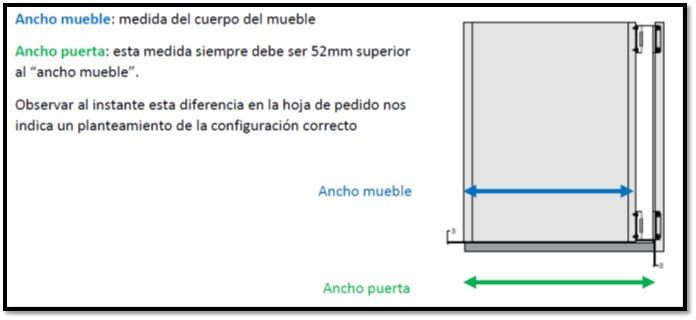 Ancho mueble: medida del cuerpo del mueble
Ancho puerta: esta medida siempre debe ser 52mm superior
al “ancho mueble”.
Observar al instante esta diferencia en la hoja de pedido nos
indica un planteamiento de la configuración correcto
Ancho mueble
3
3
Ancho puerta